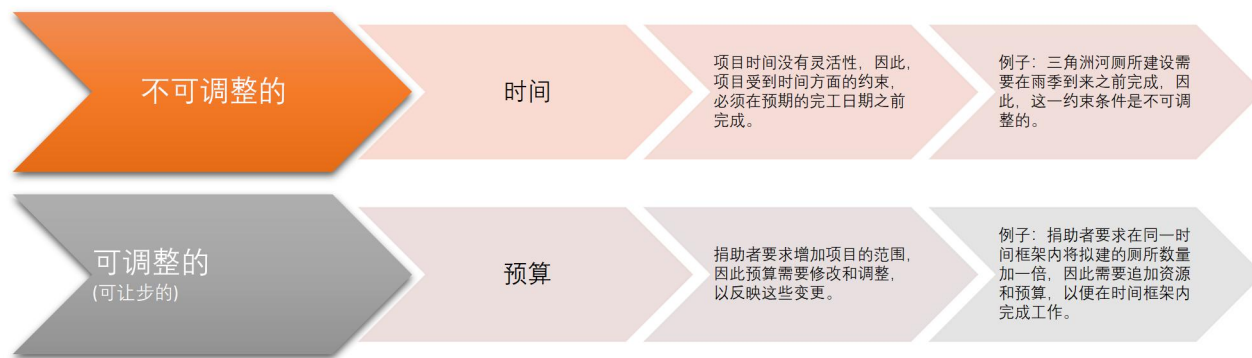 不可调整的
时间
项目时间没有灵活性，因此，
项目受到时间方面的约束，
必须在预期的完工日期之前
完成。
例子：三角洲河厕所建设需
要在雨季到来之前完成，因
此，这一约束条件是不可调
整的。
可调整的
(可让步的)
预算
捐助者要求增加项目的范围，
因此预算需要修改和调整，
以反映这些变更。
例子：捐助者要求在同一时
间框架内将拟建的厕所数量
加一倍，因此需要追加资源
和预算，以便在时间框架内
完成工作。